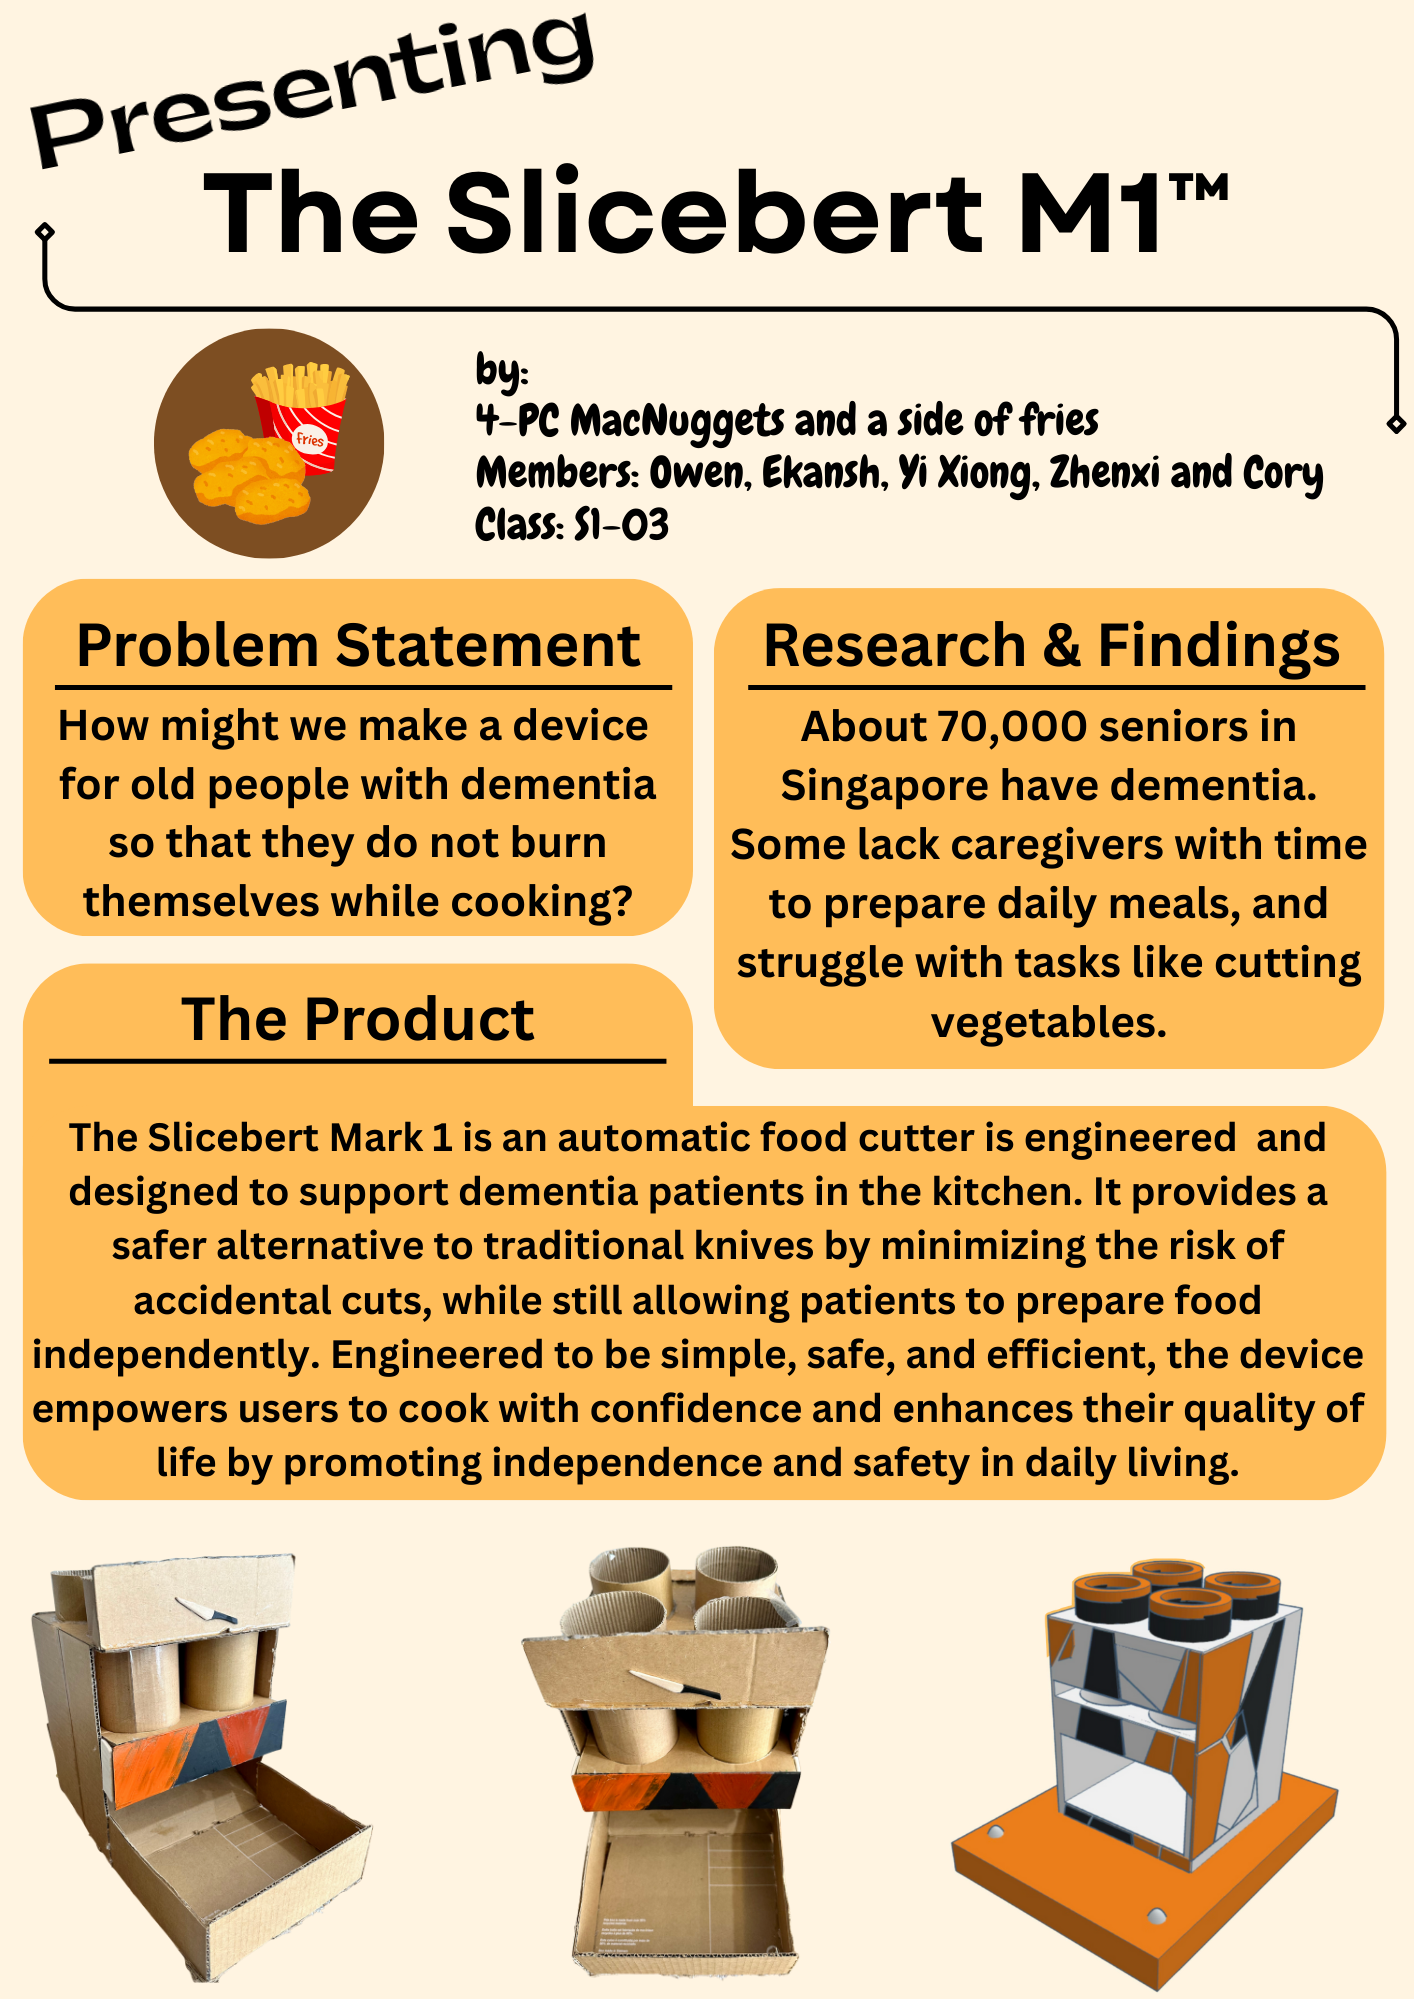 Presenting
The Slicebert M1™
fries
by:
4-PC MacNuggets and a side of fries
Members: Owen, Ekansh, Yi Xiong, Zhenxi and Cory
Class: S1-03
Problem Statement
How might we make a device
for old people with dementia
so that they do not burn
themselves while cooking?
Research & Findings
About 70,000 seniors in
Singapore have dementia.
Some lack caregivers with time
to prepare daily meals, and
struggle with tasks like cutting
vegetables.
The Product
The Slicebert Mark 1 is an automatic food cutter is engineered  and
designed to support dementia patients in the kitchen. It provides a
safer alternative to traditional knives by minimizing the risk of
accidental cuts, while still allowing patients to prepare food
independently. Engineered to be simple, safe, and efficient, the device
empowers users to cook with confidence and enhances their quality of
life by promoting independence and safety in daily living.